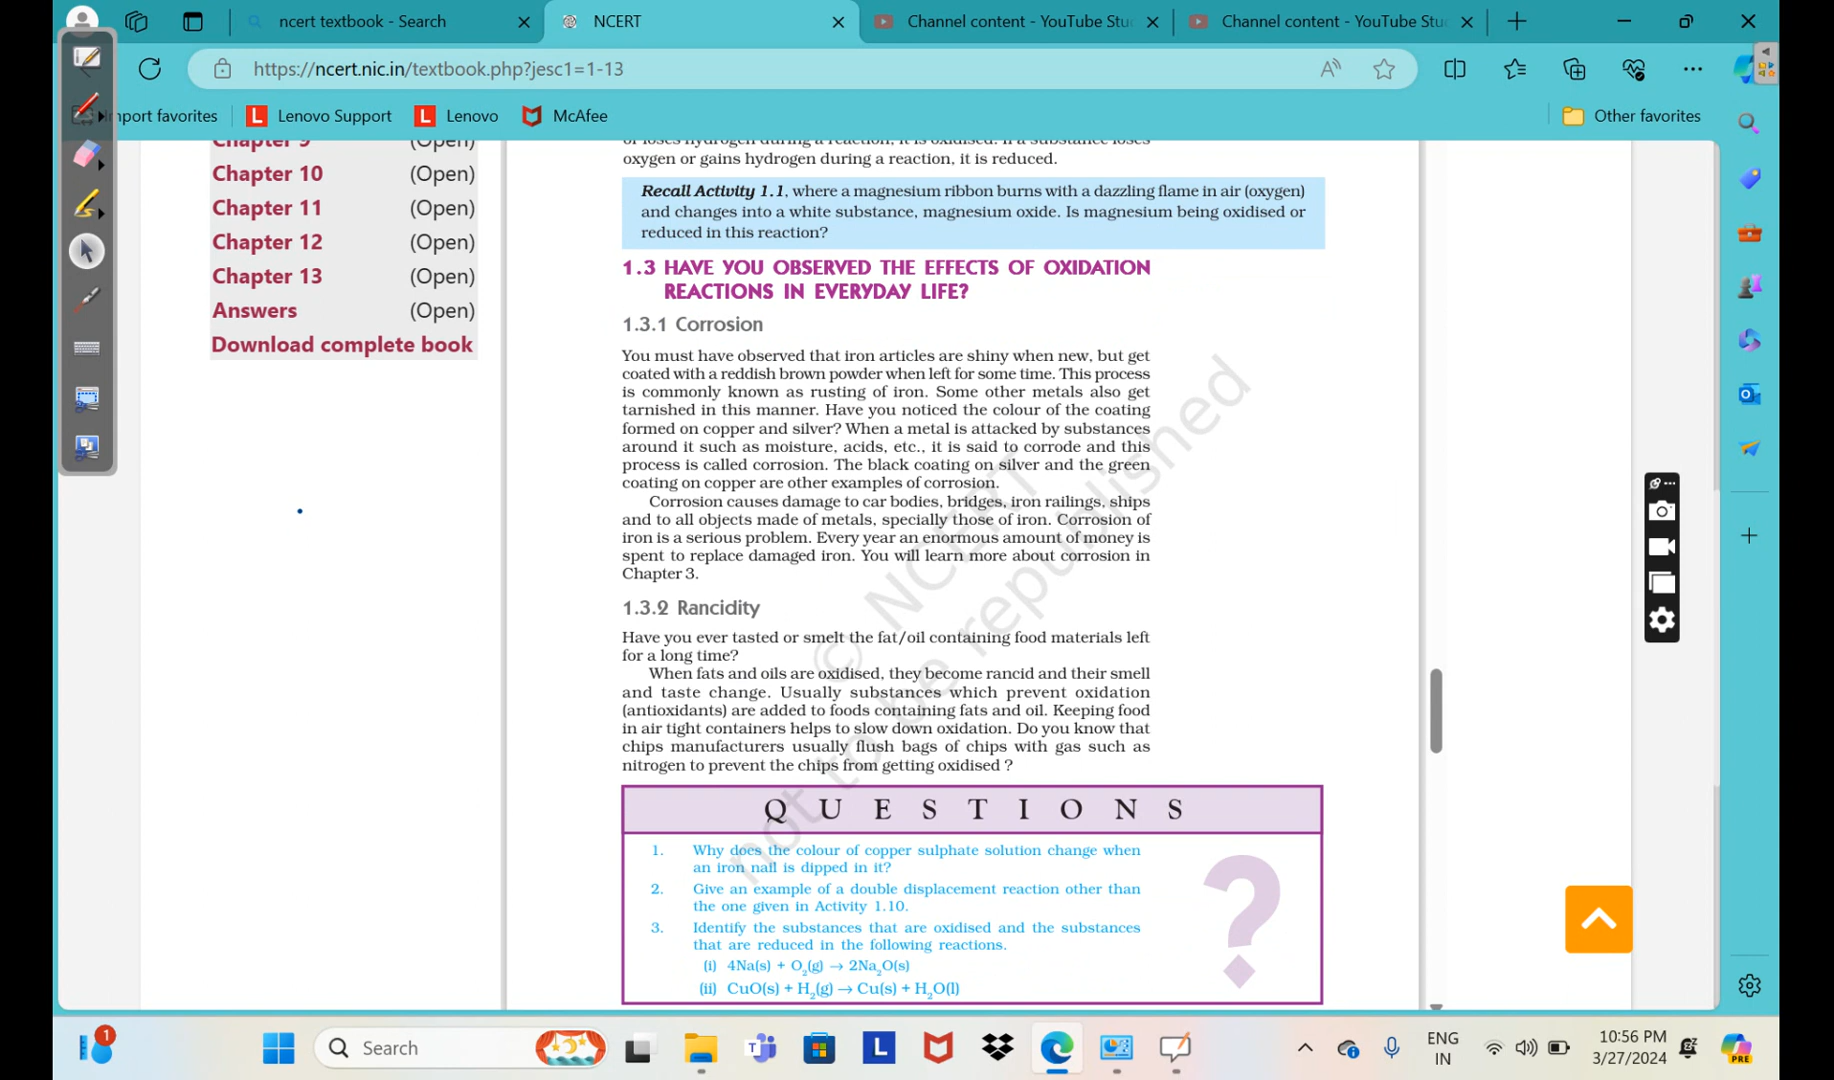 ncert textbook - Search
NCERT
Channel content - YouTube Stu
Channel content - YouTube Stu
https://ncert.nic.in/textbook.php?jesc1=1-13
mport favorites
Lenovo Support
Lenovo
McAfee
Other favorites
Chapter 9 (Open)
Chapter 10 (Open)
Chapter 11 (Open)
Chapter 12 (Open)
Chapter 13 (Open)
Answers (Open)
Download complete book
or loses hydrogen during a reaction, it is oxidised. If a substance loses
oxygen or gains hydrogen during a reaction, it is reduced.
Recall Activity 1.1, where a magnesium ribbon burns with a dazzling flame in air (oxygen)
and changes into a white substance, magnesium oxide. Is magnesium being oxidised or
reduced in this reaction?
1.3 HAVE YOU OBSERVED THE EFFECTS OF OXIDATION
REACTIONS IN EVERYDAY LIFE?
1.3.1 Corrosion
You must have observed that iron articles are shiny when new, but get
coated with a reddish brown powder when left for some time. This process
is commonly known as rusting of iron. Some other metals also get
tarnished in this manner. Have you noticed the colour of the coating
formed on copper and silver? When a metal is attacked by substances
around it such as moisture, acids, etc., it is said to corrode and this
process is called corrosion. The black coating on silver and the green
coating on copper are other examples of corrosion.
Corrosion causes damage to car bodies, bridges, iron railings, ships
and to all objects made of metals, specially those of iron. Corrosion of
iron is a serious problem. Every year an enormous amount of money is
spent to replace damaged iron. You will learn more about corrosion in
Chapter 3.
1.3.2 Rancidity
Have you ever tasted or smelt the fat/oil containing food materials left
for a long time?
When fats and oils are oxidised, they become rancid and their smell
and taste change. Usually substances which prevent oxidation
(antioxidants) are added to foods containing fats and oil. Keeping food
in air tight containers helps to slow down oxidation. Do you know that
chips manufacturers usually flush bags of chips with gas such as
nitrogen to prevent the chips from getting oxidised ?
© NCERT
not to be republished
QUESTIONS
1. Why does the colour of copper sulphate solution change when
an iron nail is dipped in it?
2. Give an example of a double displacement reaction other than
the one given in Activity 1.10.
3. Identify the substances that are oxidised and the substances
that are reduced in the following reactions.
(i) 4Na(s) + O₂(g) → 2Na₂O(s)
(ii) CuO(s) + H₂(g) → Cu(s) + H₂O(l)
?
1
Search
L
PRE
ENG
IN
10:56 PM
3/27/2024